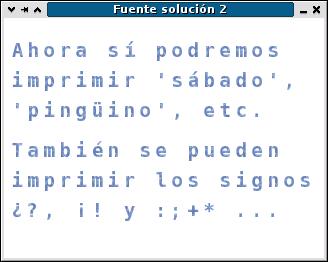 Fuente solución 2
Ahora sí podremos
imprimir 'sábado',
'pingüino', etc.
También se pueden
imprimir los signos
¿?, ¡! y :;+* ...